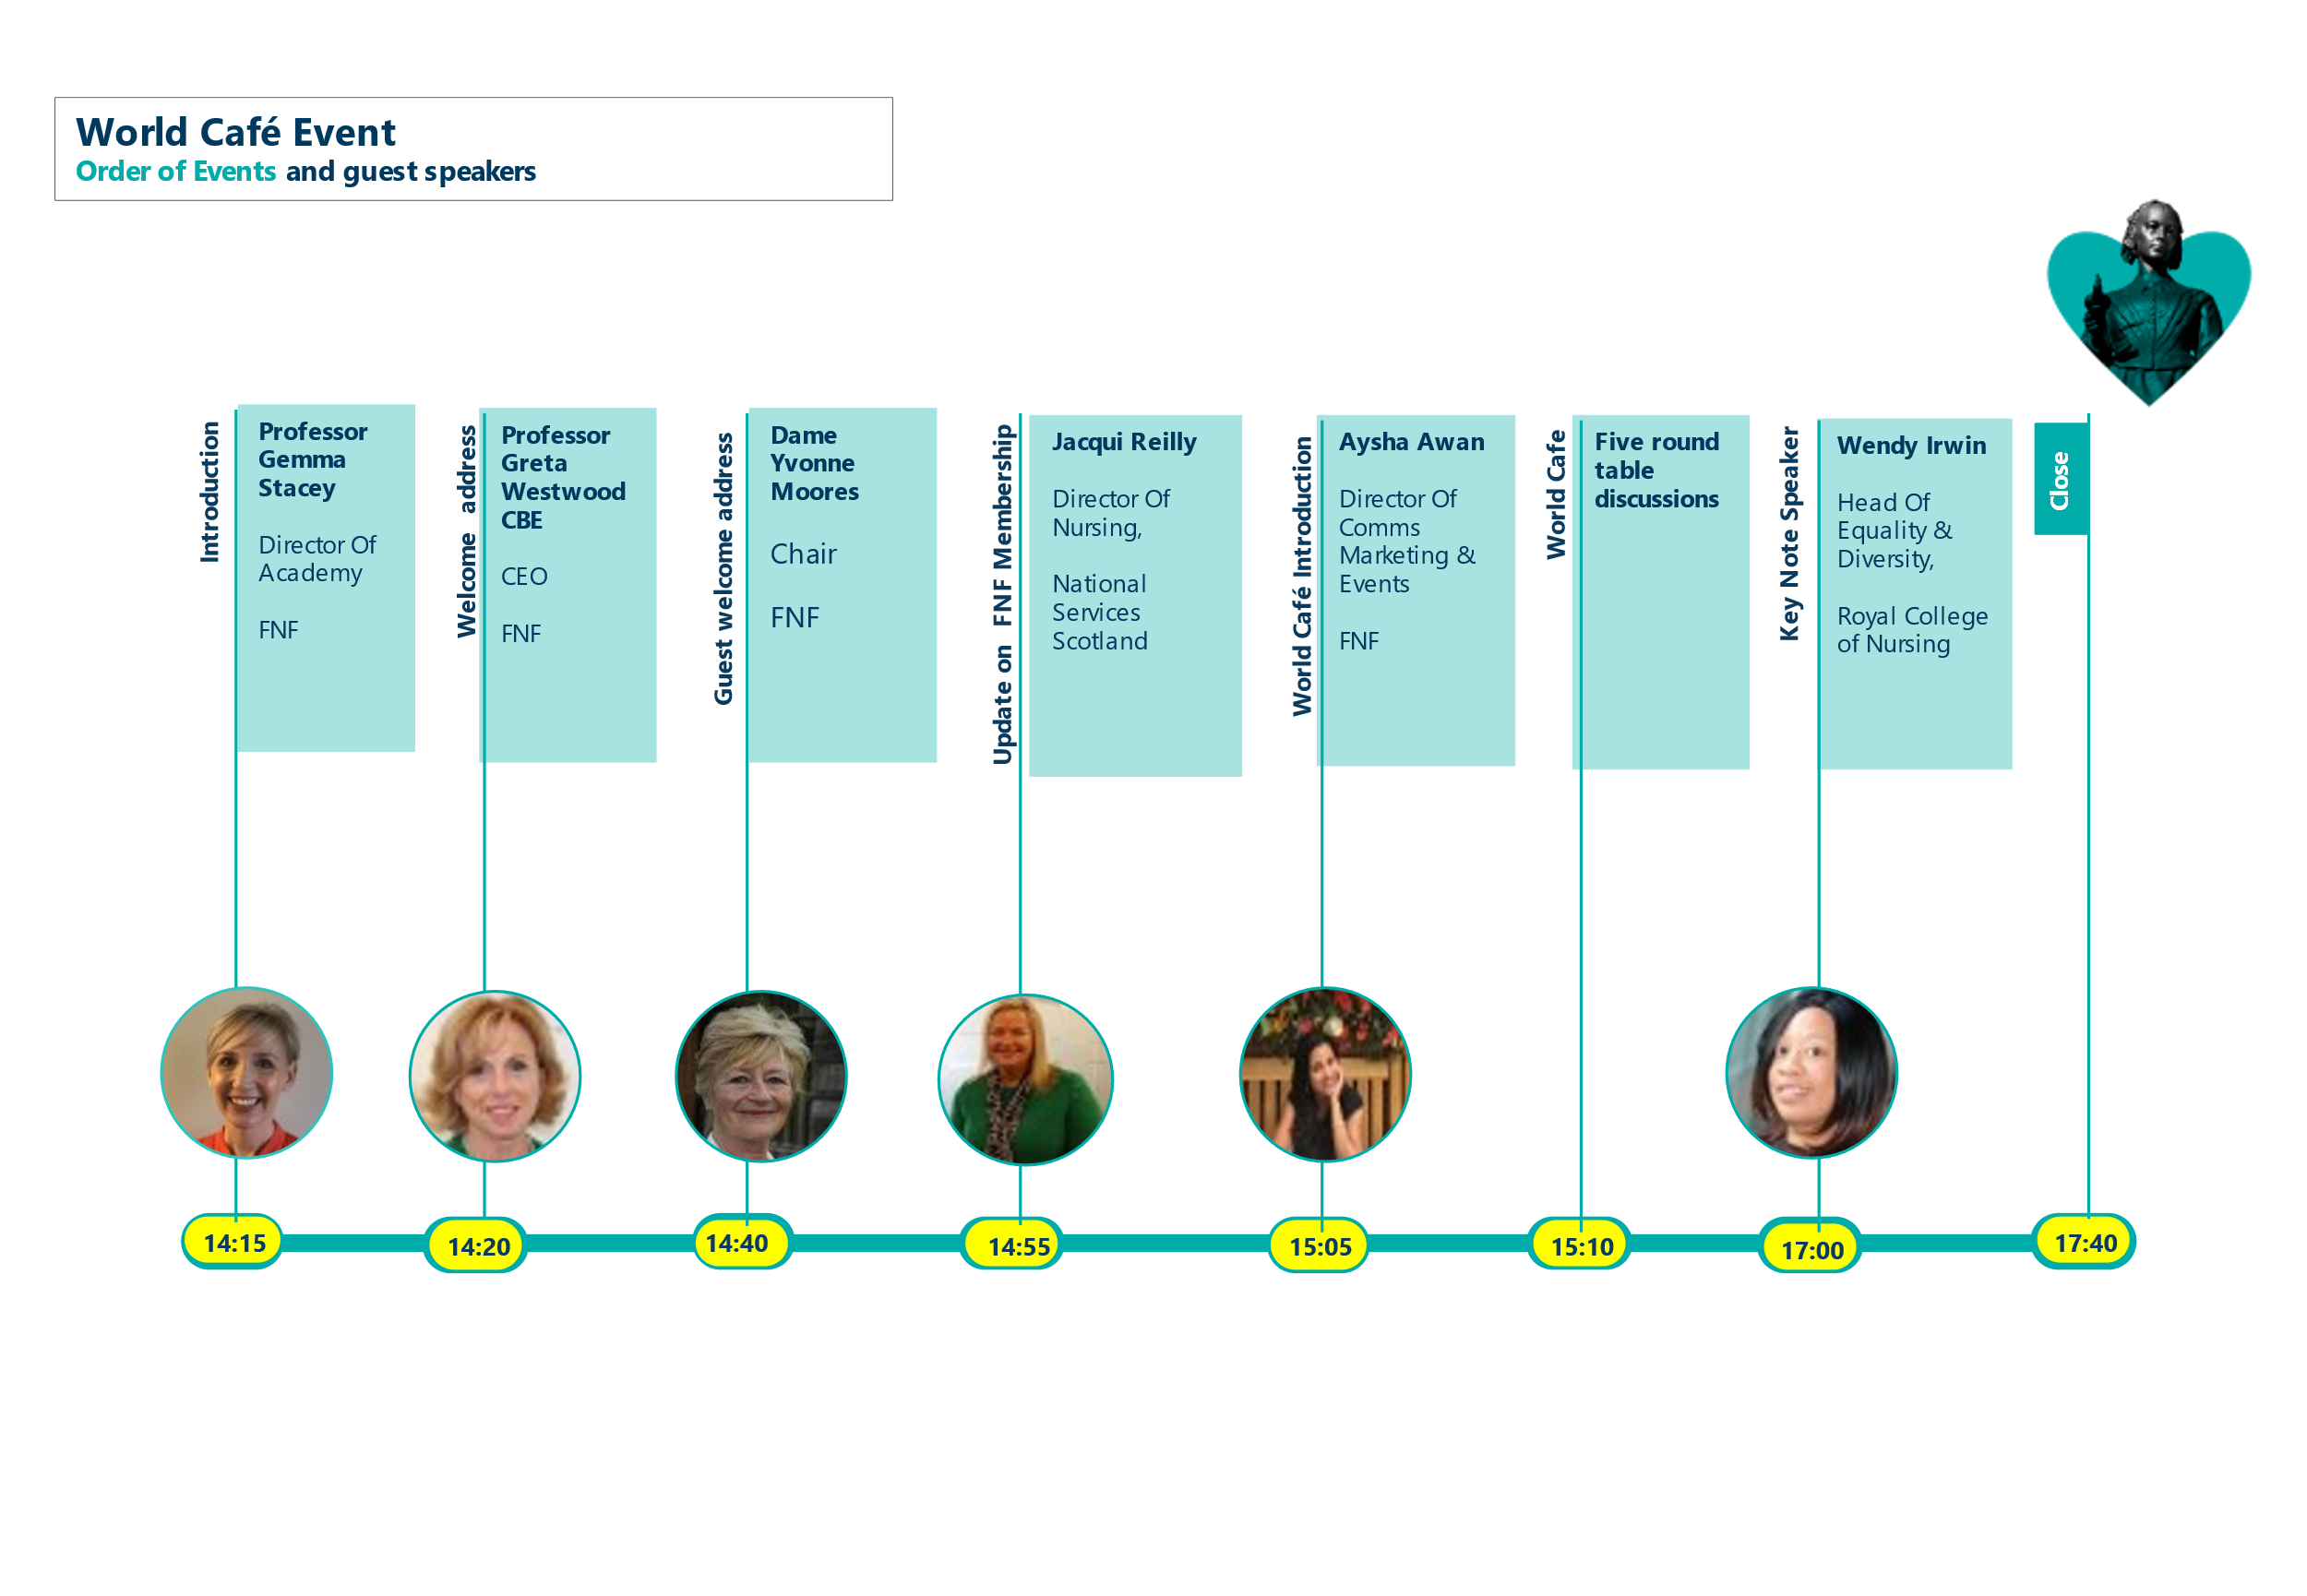 World Café Event
Order of Events and guest speakers
Introduction
Professor
Gemma
Stacey
Director Of
Academy
FNF
Welcome address
Professor
Greta
Westwood
CBE
CEO
FNF
Guest welcome address
Dame
Yvonne
Moores
Chair
FNF
Update on FNF Membership
Jacqui Reilly
Director Of
Nursing,
National
Services
Scotland
World Café Introduction
Aysha Awan
Director Of
Comms
Marketing &
Events
FNF
World Cafe
Five round
table
discussions
Key Note Speaker
Wendy Irwin
Head Of
Equality &
Diversity,
Royal College
of Nursing
Close
14:15
14:20
14:40
14:55
15:05
15:10
17:00
17:40